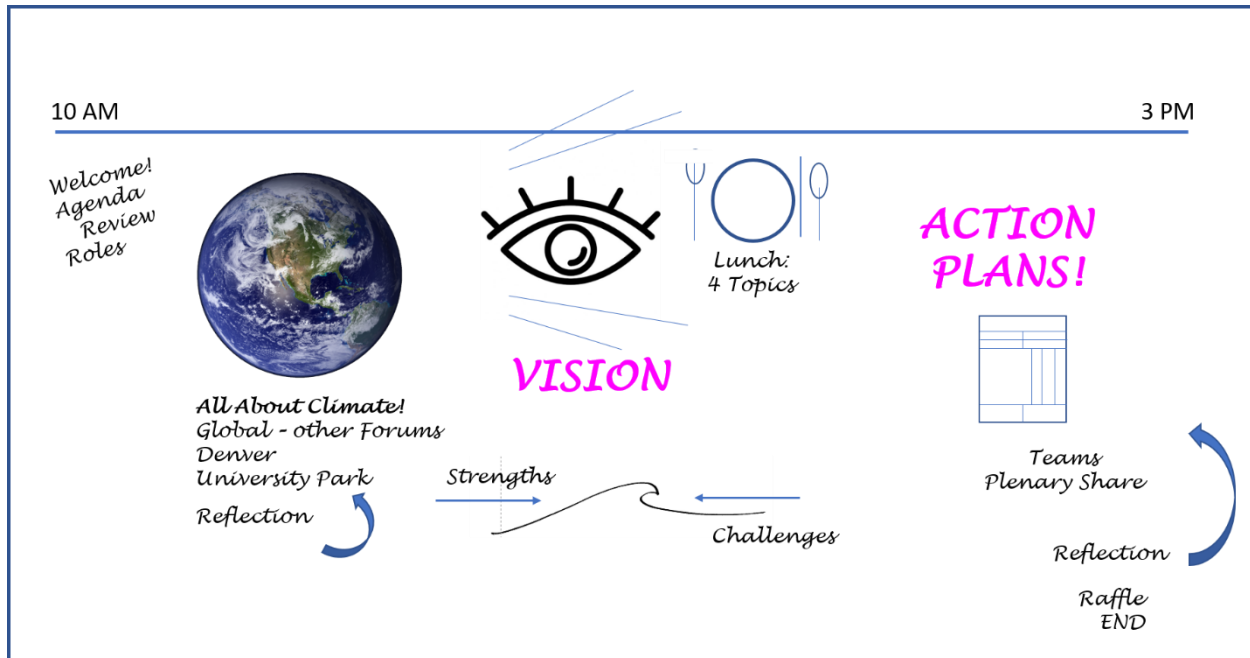 10 AM
3 PM
Welcome!
Agenda
Review
Roles
Lunch:
4 Topics
ACTION
PLANS!
VISION
All About Climate!
Global - other Forums
Denver
University Park
Reflection
Strengths
Challenges
Teams
Plenary Share
Reflection
Raffle
END